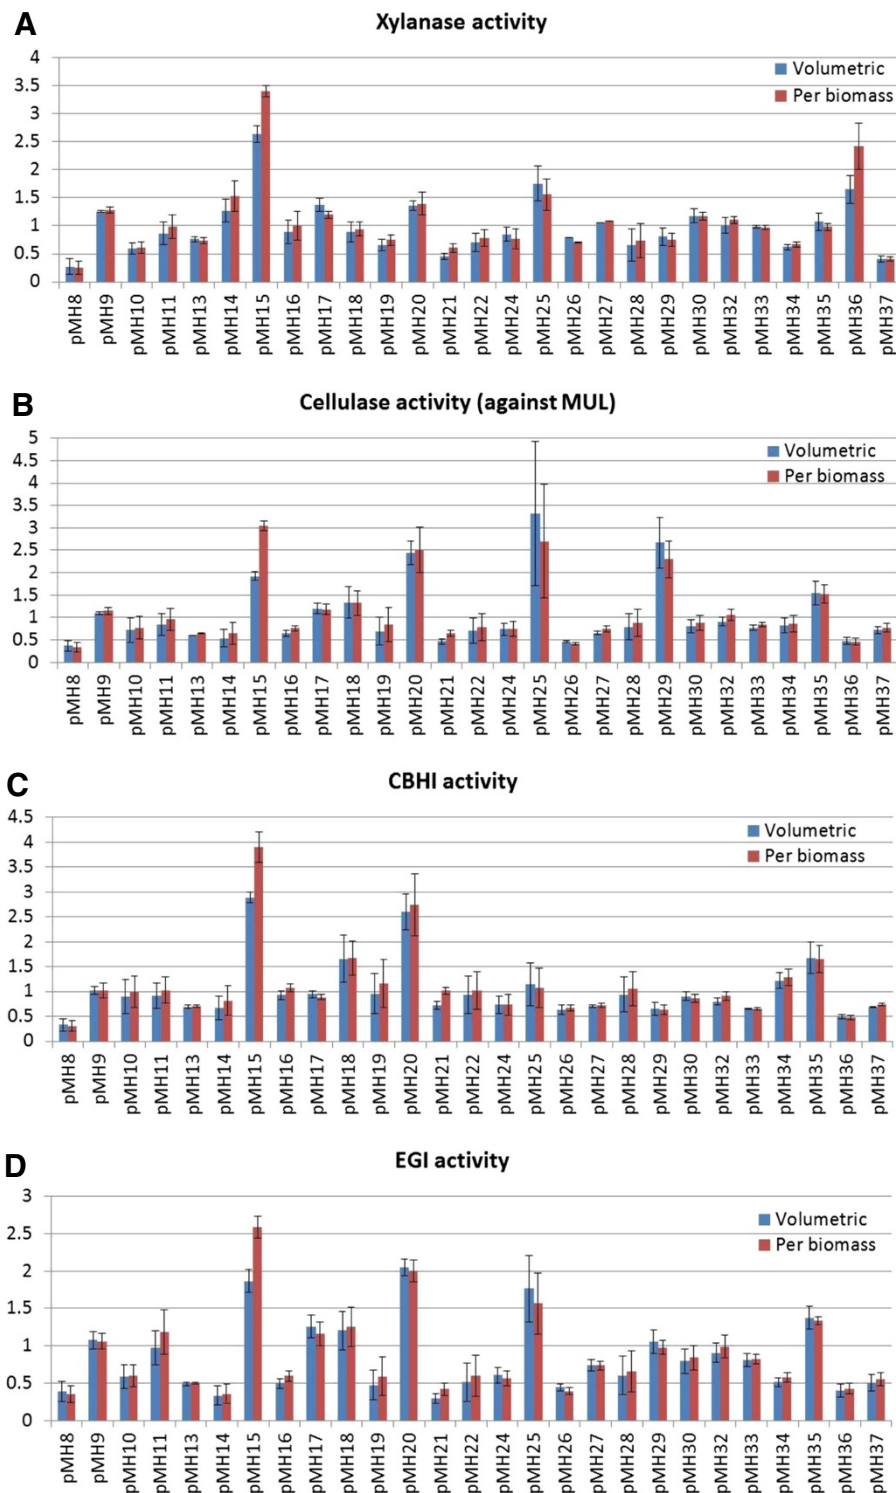 A
Xylanase activity
4
3.5
3
2.5
2
1.5
1
0.5
0
Volumetric
Per biomass
pMH8
pMH9
pMH10
pMH11
pMH13
pMH14
pMH15
pMH16
pMH17
pMH18
pMH19
pMH20
pMH21
pMH22
pMH24
pMH25
pMH26
pMH27
pMH28
pMH29
pMH30
pMH32
pMH33
pMH34
pMH35
pMH36
pMH37
B
Cellulase activity (against MUL)
5
4.5
4
3.5
3
2.5
2
1.5
1
0.5
0
Volumetric
Per biomass
pMH8
pMH9
pMH10
pMH11
pMH13
pMH14
pMH15
pMH16
pMH17
pMH18
pMH19
pMH20
pMH21
pMH22
pMH24
pMH25
pMH26
pMH27
pMH28
pMH29
pMH30
pMH32
pMH33
pMH34
pMH35
pMH36
pMH37
C
CBHI activity
4.5
4
3.5
3
2.5
2
1.5
1
0.5
0
Volumetric
Per biomass
pMH8
pMH9
pMH10
pMH11
pMH13
pMH14
pMH15
pMH16
pMH17
pMH18
pMH19
pMH20
pMH21
pMH22
pMH24
pMH25
pMH26
pMH27
pMH28
pMH29
pMH30
pMH32
pMH33
pMH34
pMH35
pMH36
pMH37
D
EGI activity
3
2.5
2
1.5
1
0.5
0
Volumetric
Per biomass
pMH8
pMH9
pMH10
pMH11
pMH13
pMH14
pMH15
pMH16
pMH17
pMH18
pMH19
pMH20
pMH21
pMH22
pMH24
pMH25
pMH26
pMH27
pMH28
pMH29
pMH30
pMH32
pMH33
pMH34
pMH35
pMH36
pMH37